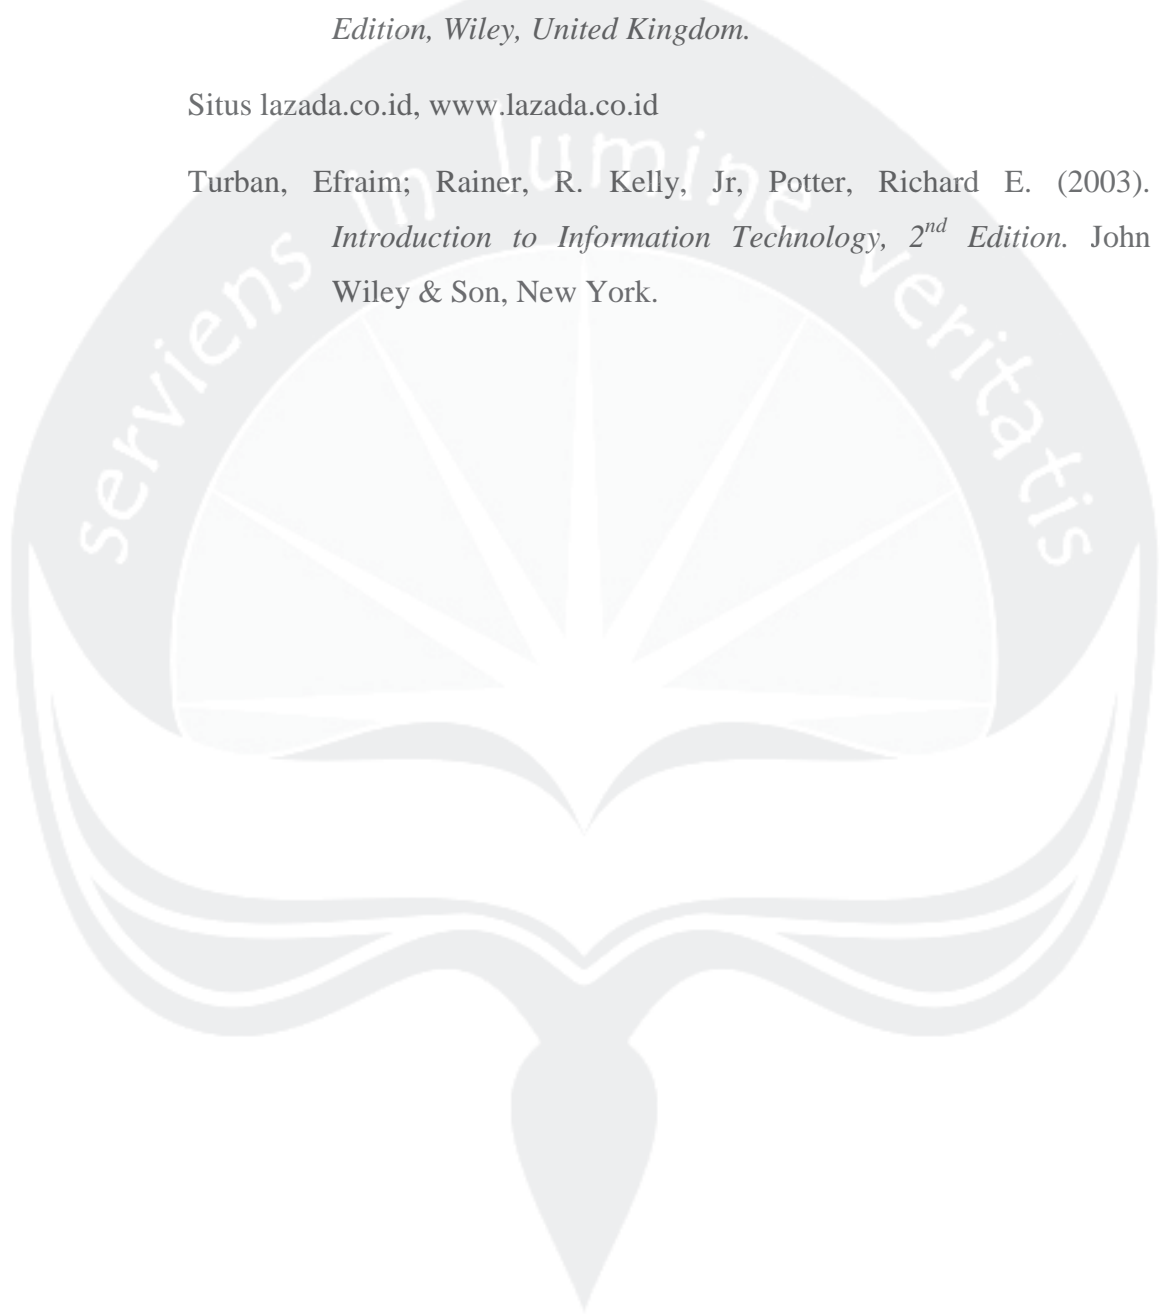 Edition, Wiley, United Kingdom.
Situs lazada.co.id, www.lazada.co.id
Turban, Efraim; Rainer, R. Kelly, Jr, Potter, Richard E. (2003).
Introduction to Information Technology, 2nd Edition. John
Wiley & Son, New York.
serviens in lumine veritatis